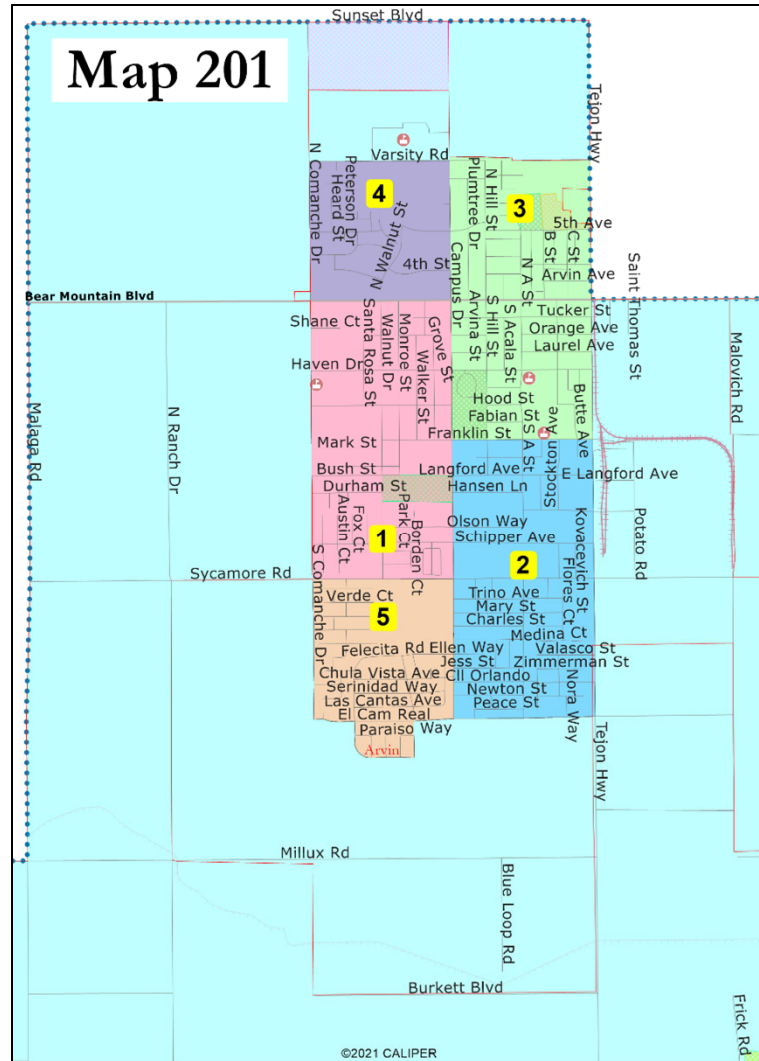 Sunset Blvd
Map 201
Tejon Hwy
Varsity Rd
N Comanche Dr
Peterson Dr
Heard St
4
N Walnut St
4th St
Plumtree Dr
N Hill St
3
5th Ave
B St
C St
N A St
Arvin Ave
Campus Dr
Saint Thomas St
Bear Mountain Blvd
Shane Ct
Santa Rosa St
Walnut Dr
Monroe St
Grove St
Walker St
Arvina St
S Hill St
S Acala St
Tucker St
Orange Ave
Laurel Ave
Malovich Rd
Haven Dr
Malaga Rd
N Ranch Dr
Hood St
Fabian St
Franklin St
Butte Ave
Mark St
S A St
Stockton Ave
Bush St
Langford Ave
E Langford Ave
Durham St
Hansen Ln
Austin Ct
Fox Ct
Park Ct
Borden Ct
1
Olson Way
Schipper Ave
Kovacevich St
Potato Rd
2
Flores Ct
Sycamore Rd
S Comanche Dr
Verde Ct
5
Trino Ave
Mary St
Charles St
Medina Ct
Felecita Rd
Ellen Way
Valasco St
Jess St
Zimmerman St
Chula Vista Ave
Cll Orlando
Serinidad Way
Newton St
Las Cantas Ave
Peace St
Nora Way
El Cam Real
Paraiso Way
Arvin
Tejon Hwy
Millux Rd
Blue Loop Rd
Burkett Blvd
Frick Rd
©2021 CALIPER